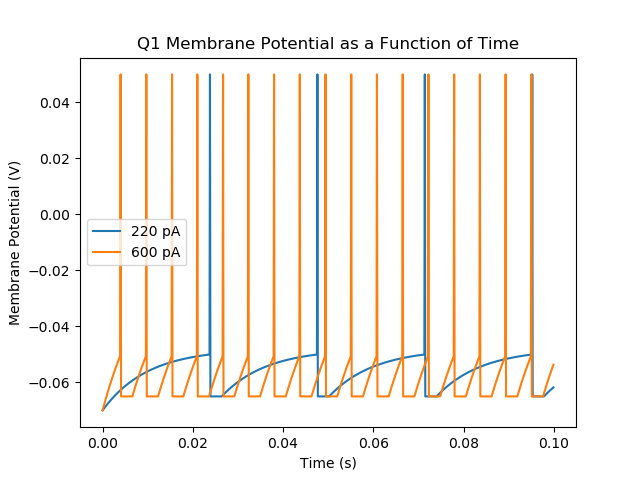 Q1 Membrane Potential as a Function of Time
Membrane Potential (V)
0.04
0.02
0.00
−0.02
−0.04
−0.06
220 pA
600 pA
0.00 0.02 0.04 0.06 0.08 0.10
Time (s)